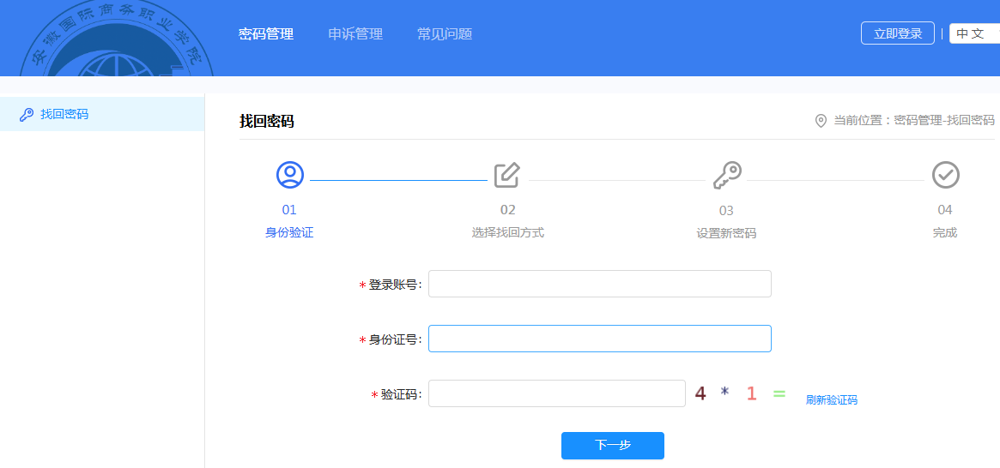 安徽国际商务职业学院
密码管理 申诉管理 常见问题 立即登录 | 中文
找回密码
找回密码 当前位置：密码管理-找回密码
01 02 03 04
身份验证 选择找回方式 设置新密码 完成
*登录账号：
*身份证号：
*验证码： 4 * 1 = 刷新验证码
下一步